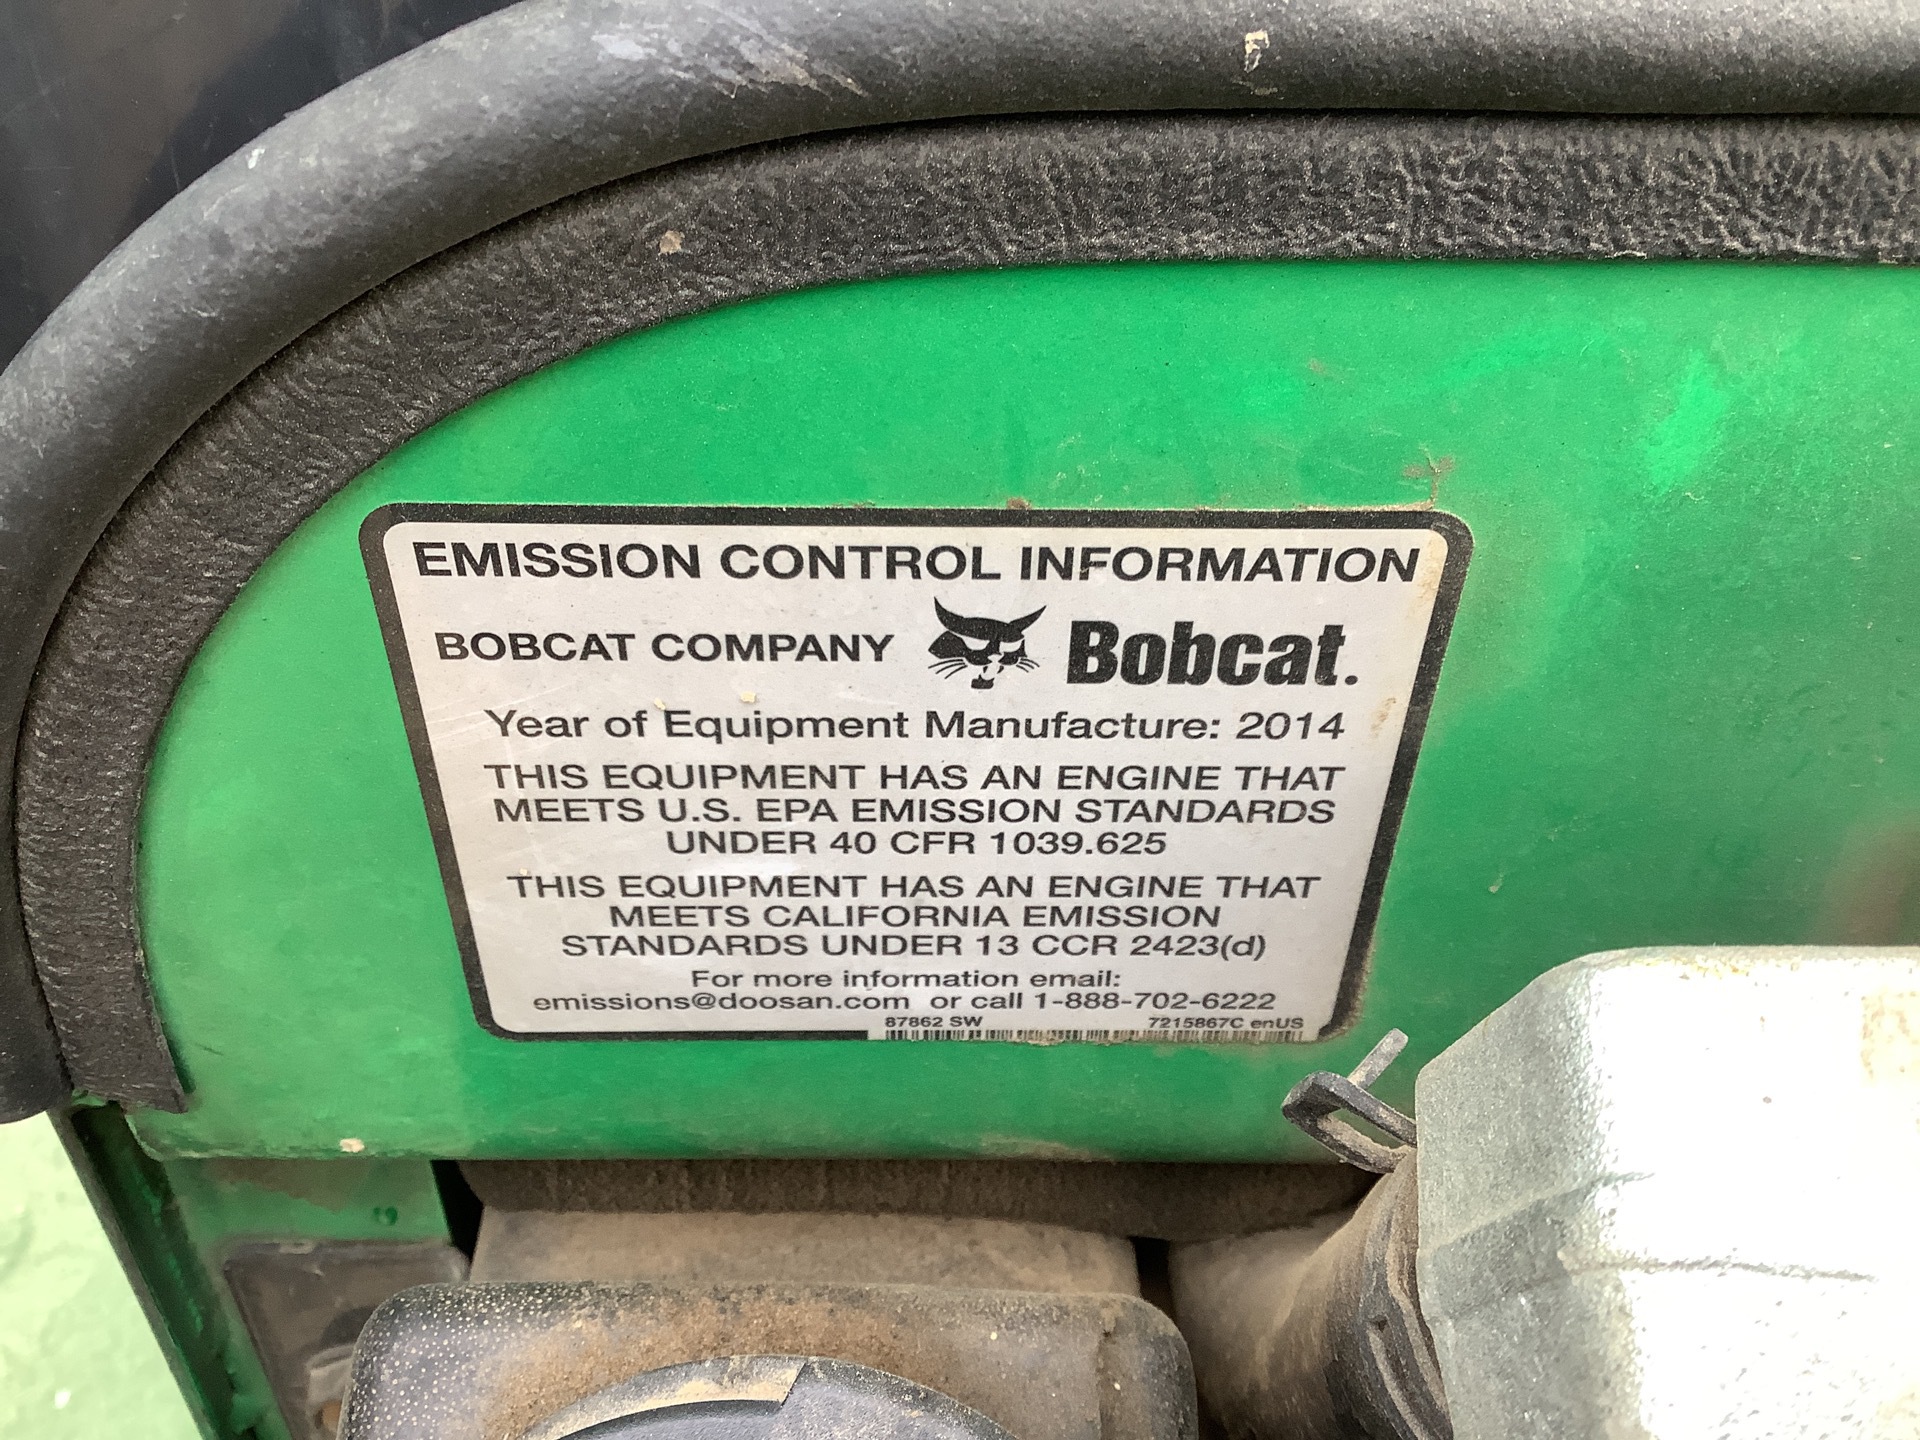 EMISSION CONTROL INFORMATION
BOBCAT COMPANY Bobcat.
Year of Equipment Manufacture: 2014
THIS EQUIPMENT HAS AN ENGINE THAT
MEETS U.S. EPA EMISSION STANDARDS
UNDER 40 CFR 1039.625
THIS EQUIPMENT HAS AN ENGINE THAT
MEETS CALIFORNIA EMISSION
STANDARDS UNDER 13 CCR 2423(d)
For more information email:
emissions@doosan.com or call 1-888-702-6222
87862 SW 7215867C enUS